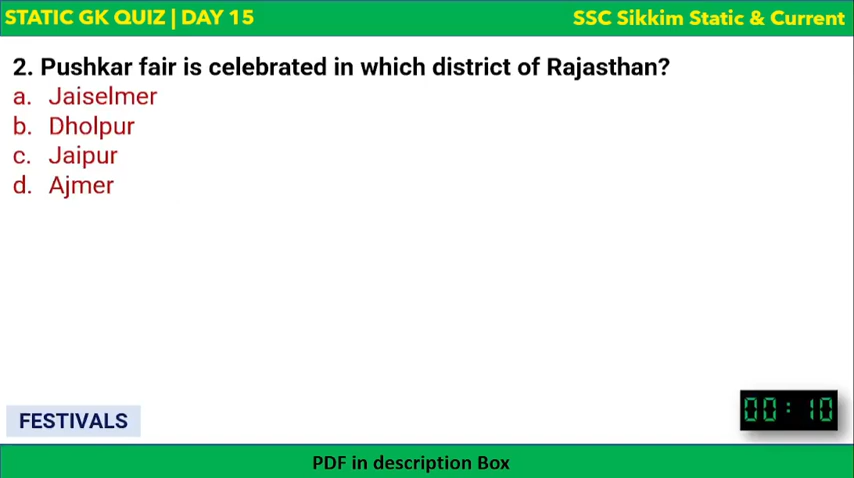 STATIC GK QUIZ | DAY 15
SSC Sikkim Static & Current
2. Pushkar fair is celebrated in which district of Rajasthan?
a. Jaiselmer
b. Dholpur
c. Jaipur
d. Ajmer
FESTIVALS
00:10
PDF in description Box